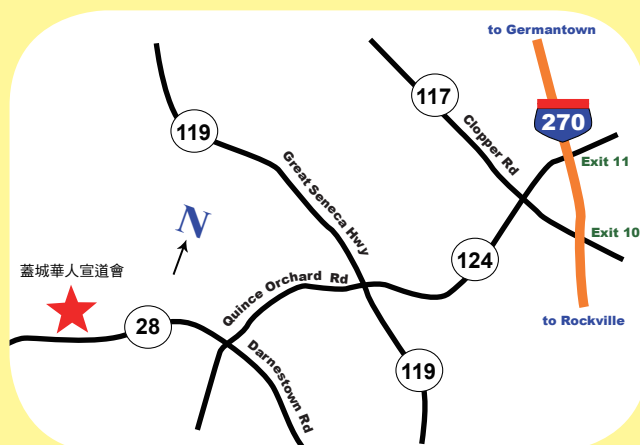 to Germantown
117
270
119
Clopper Rd
Exit 11
Great Seneca Hwy
N
Exit 10
124
蓋城華人宣道會
Quince Orchard Rd
28
to Rockville
Darnestown Rd
119